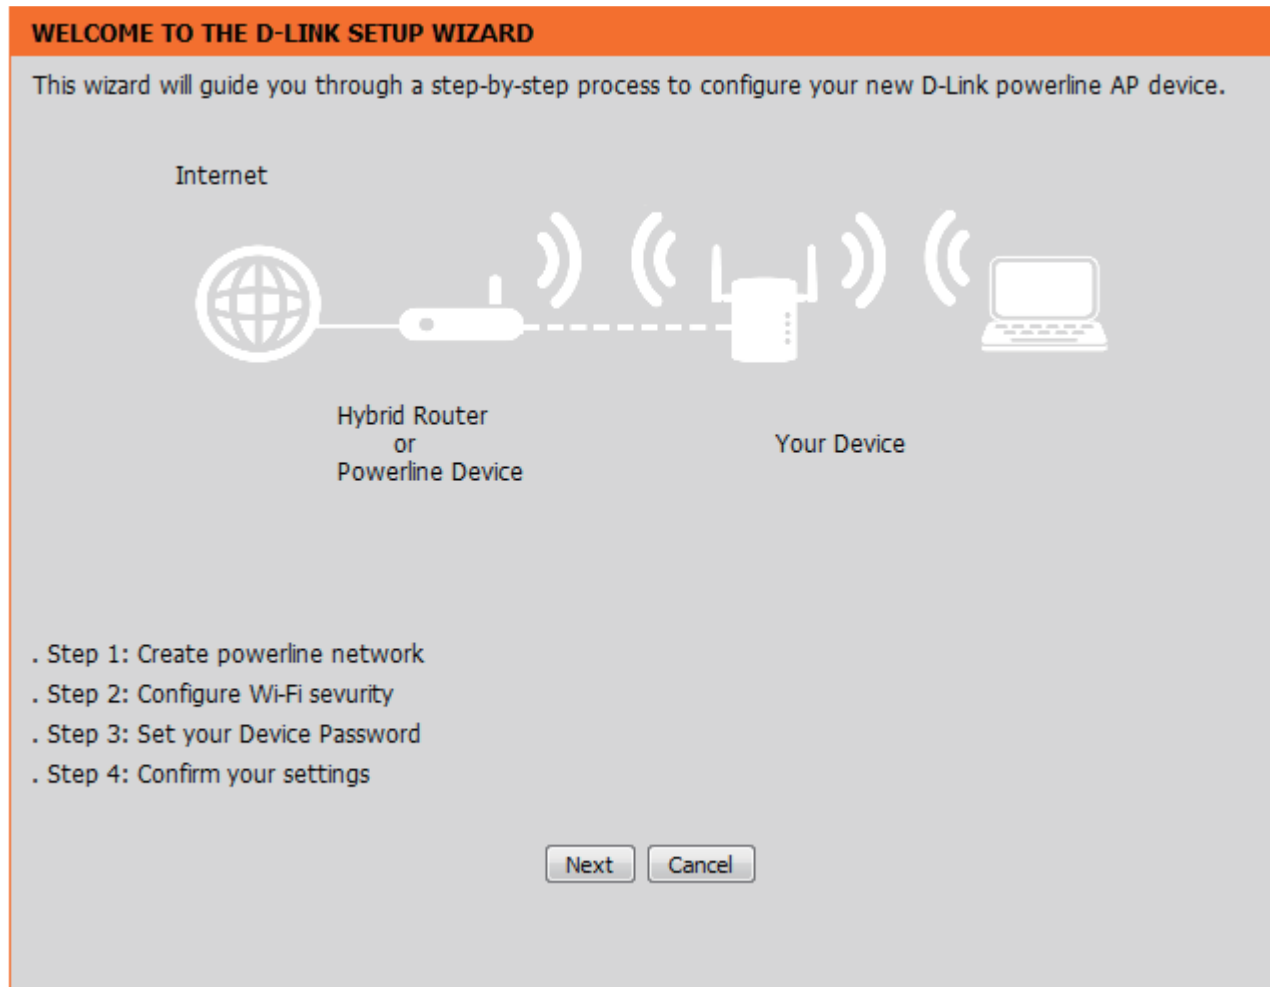 WELCOME TO THE D-LINK SETUP WIZARD
This wizard will guide you through a step-by-step process to configure your new D-Link powerline AP device.
Internet
Hybrid Router
or
Powerline Device
Your Device
. Step 1: Create powerline network
. Step 2: Configure Wi-Fi sevurity
. Step 3: Set your Device Password
. Step 4: Confirm your settings
Next Cancel